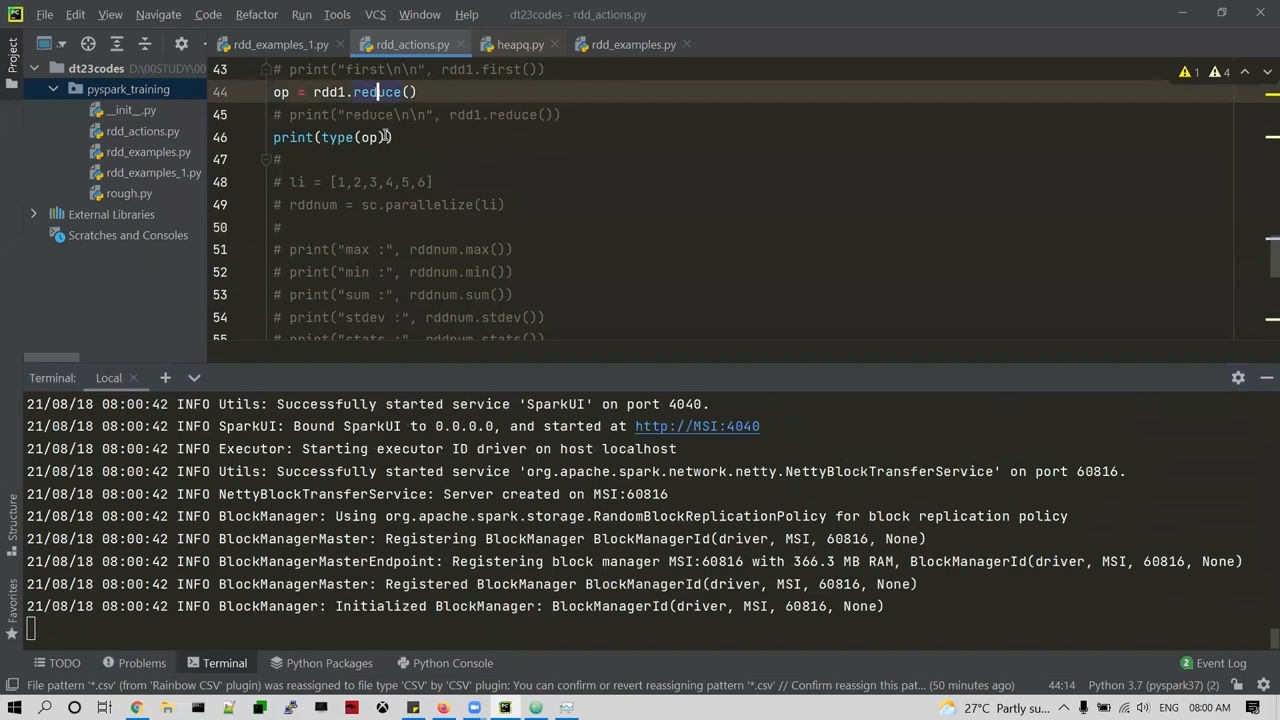 File Edit View Navigate Code Refactor Run Tools VCS Window Help dt23codes - rdd_actions.py
rdd_examples_1.py rdd_actions.py heapq.py rdd_examples.py
Project
dt23codes D:\00STUDY\00_TRAINING
pyspark_training
__init__.py
rdd_actions.py
rdd_examples.py
rdd_examples_1.py
rough.py
External Libraries
Scratches and Consoles
1 4
43 # print("first\n\n", rdd1.first())
44 op = rdd1.reduce()
45 # print("reduce\n\n", rdd1.reduce())
46 print(type(op))
47 #
48 # li = [1,2,3,4,5,6]
49 # rddnum = sc.parallelize(li)
50 #
51 # print("max :", rddnum.max())
52 # print("min :", rddnum.min())
53 # print("sum :", rddnum.sum())
54 # print("stdev :", rddnum.stdev())
55 # print("stats :", rddnum.stats())
Terminal: Local
21/08/18 08:00:42 INFO Utils: Successfully started service 'SparkUI' on port 4040.
21/08/18 08:00:42 INFO SparkUI: Bound SparkUI to 0.0.0.0, and started at http://MSI:4040
21/08/18 08:00:42 INFO Executor: Starting executor ID driver on host localhost
21/08/18 08:00:42 INFO Utils: Successfully started service 'org.apache.spark.network.netty.NettyBlockTransferService' on port 60816.
21/08/18 08:00:42 INFO NettyBlockTransferService: Server created on MSI:60816
21/08/18 08:00:42 INFO BlockManager: Using org.apache.spark.storage.RandomBlockReplicationPolicy for block replication policy
21/08/18 08:00:42 INFO BlockManagerMaster: Registering BlockManager BlockManagerId(driver, MSI, 60816, None)
21/08/18 08:00:42 INFO BlockManagerMasterEndpoint: Registering block manager MSI:60816 with 366.3 MB RAM, BlockManagerId(driver, MSI, 60816, None)
21/08/18 08:00:42 INFO BlockManagerMaster: Registered BlockManager BlockManagerId(driver, MSI, 60816, None)
21/08/18 08:00:42 INFO BlockManager: Initialized BlockManager: BlockManagerId(driver, MSI, 60816, None)
Structure
Favorites
TODO Problems Terminal Python Packages Python Console 2 Event Log
File pattern '*.csv' (from 'Rainbow CSV' plugin) was reassigned to file type 'CSV' by 'CSV' plugin: You can confirm or revert reassigning pattern '*.csv' // Confirm reassign this pat... (50 minutes ago) 44:14 Python 3.7 (pyspark37) (2)
27°C Partly su... ENG 08:00 AM